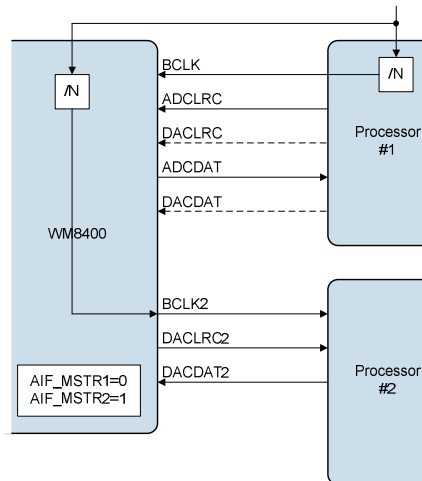 /N
/N
BCLK
ADCLRC
DACLRC
ADCDAT
DACDAT
Processor
#1
WM8400
BCLK2
DACLRC2
DACDAT2
Processor
#2
AIF_MSTR1=0
AIF_MSTR2=1